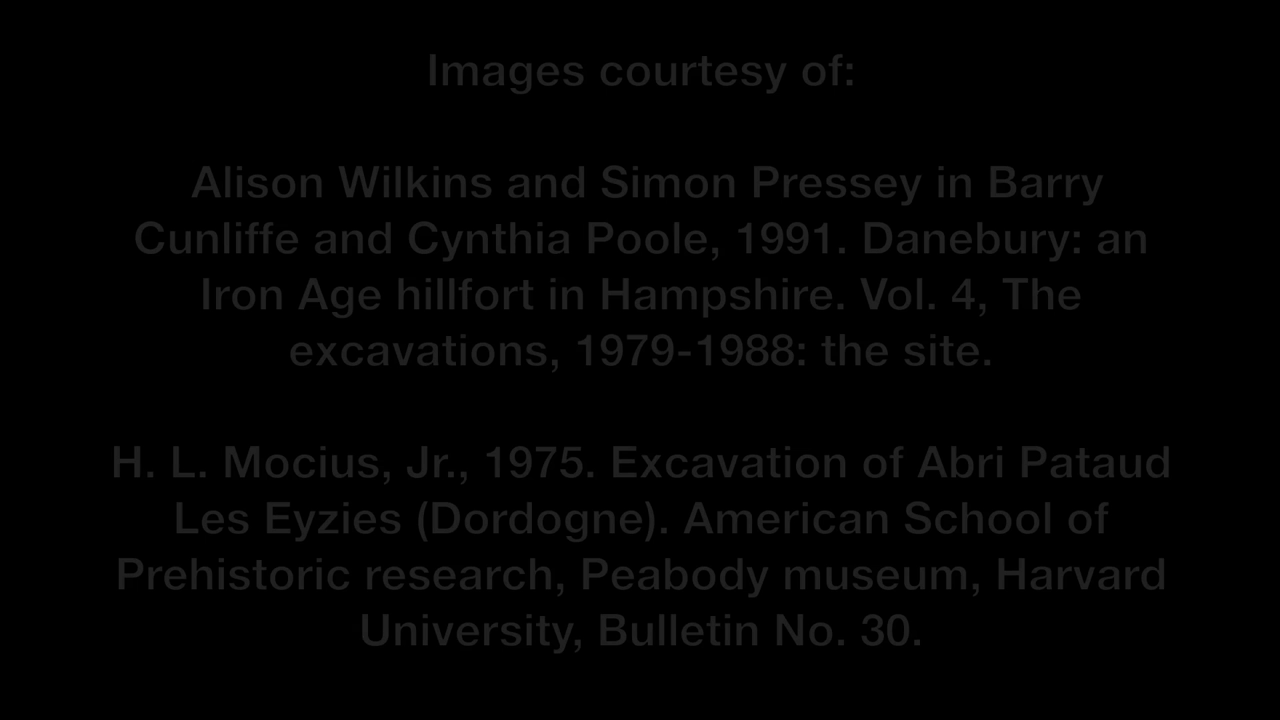 Images courtesy of:
Alison Wilkins and Simon Pressey in Barry
Cunliffe and Cynthia Poole, 1991. Danebury: an
Iron Age hillfort in Hampshire. Vol. 4, The
excavations, 1979-1988: the site.
H. L. Mocius, Jr., 1975. Excavation of Abri Pataud
Les Eyzies (Dordogne). American School of
Prehistoric research, Peabody museum, Harvard
University, Bulletin No. 30.